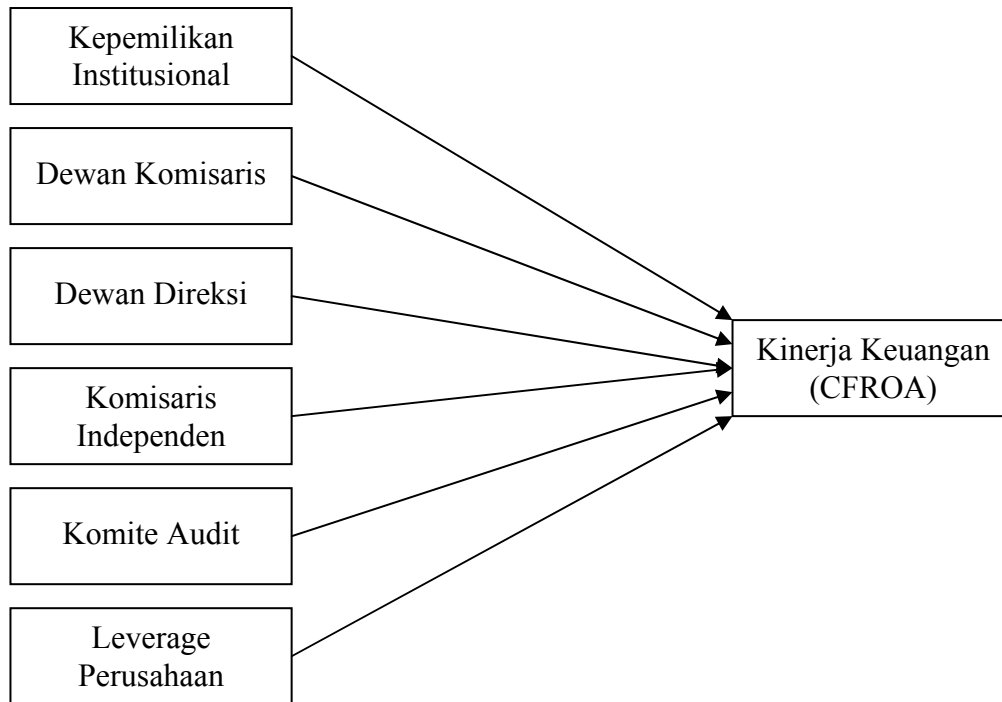 Kepemilikan
Institusional
Dewan Komisaris
Dewan Direksi
Komisaris
Independen
Komite Audit
Leverage
Perusahaan
Kinerja Keuangan
(CFROA)